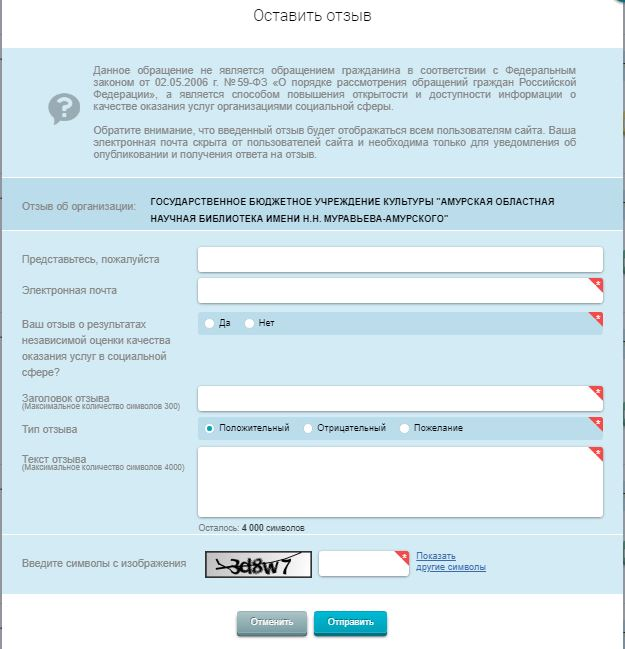 Оставить отзыв
Данное обращение не является обращением гражданина в соответствии с Федеральным
законом от 02.05.2006 г. №59-ФЗ «О порядке рассмотрения обращений граждан Российской
Федерации», а является способом повышения открытости и доступности информации о
качестве оказания услуг организациями социальной сферы.
Обратите внимание, что введенный отзыв будет отображаться всем пользователям сайта. Ваша
электронная почта скрыта от пользователей сайта и необходима только для уведомления об
опубликовании и получения ответа на отзыв.
Отзыв об организации: ГОСУДАРСТВЕННОЕ БЮДЖЕТНОЕ УЧРЕЖДЕНИЕ КУЛЬТУРЫ "АМУРСКАЯ ОБЛАСТНАЯ
НАУЧНАЯ БИБЛИОТЕКА ИМЕНИ Н.Н. МУРАВЬЕВА-АМУРСКОГО"
Представьтесь, пожалуйста
Электронная почта
Ваш отзыв о результатах
независимой оценки качества
оказания услуг в социальной
сфере?
Да Нет
Заголовок отзыва
(Максимальное количество символов 300)
Тип отзыва
Положительный Отрицательный Пожелание
Текст отзыва
(Максимальное количество символов 4000)
Осталось: 4 000 символов
Введите символы с изображения
3d8w7
Показать
другие символы
Отменить Отправить